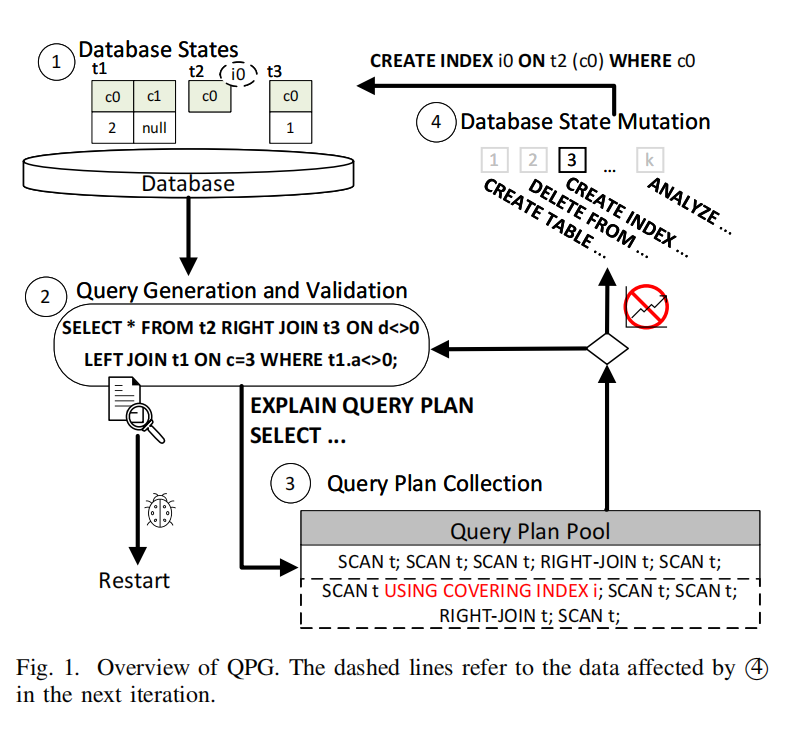 1 Database States
t1 t2 i0 t3
c0 c1 c0 c0
2 null 1
Database
CREATE INDEX i0 ON t2 (c0) WHERE c0
4 Database State Mutation
1 2 3 ... k
CREATE TABLE ...
DELETE FROM ...
CREATE INDEX ...
ANALYZE ...
2 Query Generation and Validation
SELECT * FROM t2 RIGHT JOIN t3 ON d<>0
LEFT JOIN t1 ON c=3 WHERE t1.a<>0;
EXPLAIN QUERY PLAN
SELECT ...
Restart
3 Query Plan Collection
Query Plan Pool
SCAN t; SCAN t; SCAN t; RIGHT-JOIN t; SCAN t;
SCAN t USING COVERING INDEX i; SCAN t; SCAN t;
RIGHT-JOIN t; SCAN t;
Fig. 1. Overview of QPG. The dashed lines refer to the data affected by ④
in the next iteration.